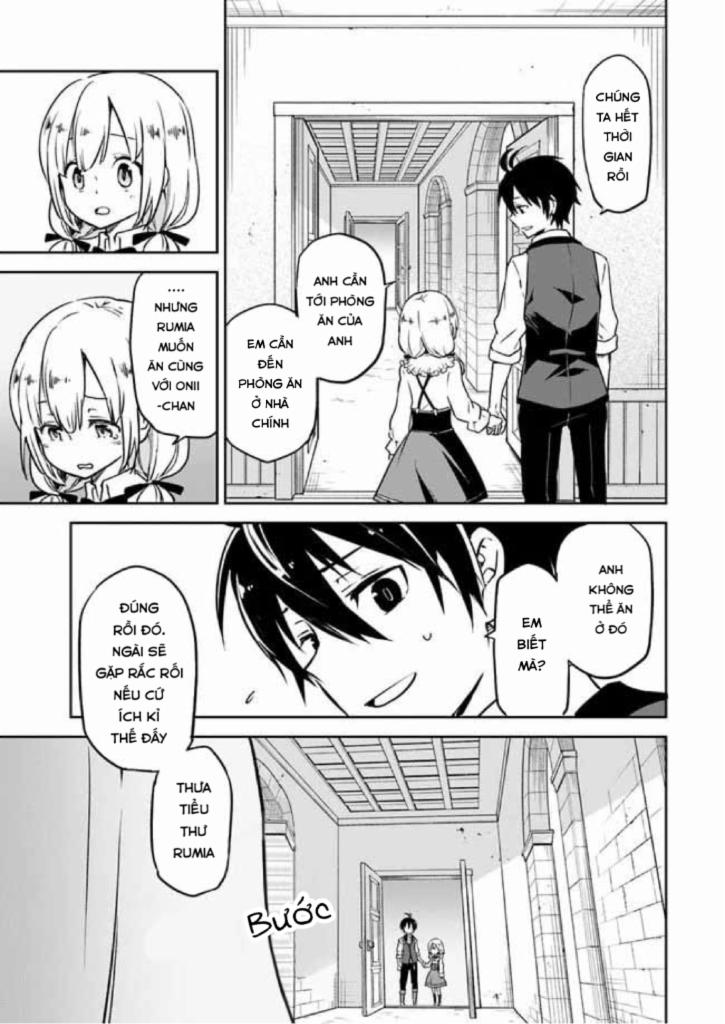 CHÚNG
TA HẾT
THỜI
GIAN
RỒI
ANH CẦN
TỚI PHÒNG
ĂN CỦA
ANH
EM CẦN
ĐẾN
PHÒNG ĂN
Ở NHÀ
CHÍNH
....
NHƯNG
RUMIA
MUỐN
ĂN CÙNG
VỚI ONII
-CHAN
ANH
KHÔNG
THỂ ĂN
Ở ĐÓ
EM
BIẾT
MÀ?
ĐÚNG
RỒI ĐÓ.
NGÀI SẼ
GẶP RẮC RỐI
NẾU CỨ
ÍCH KỈ
THẾ ĐẤY
THƯA
TIỂU
THƯ
RUMIA
Bước